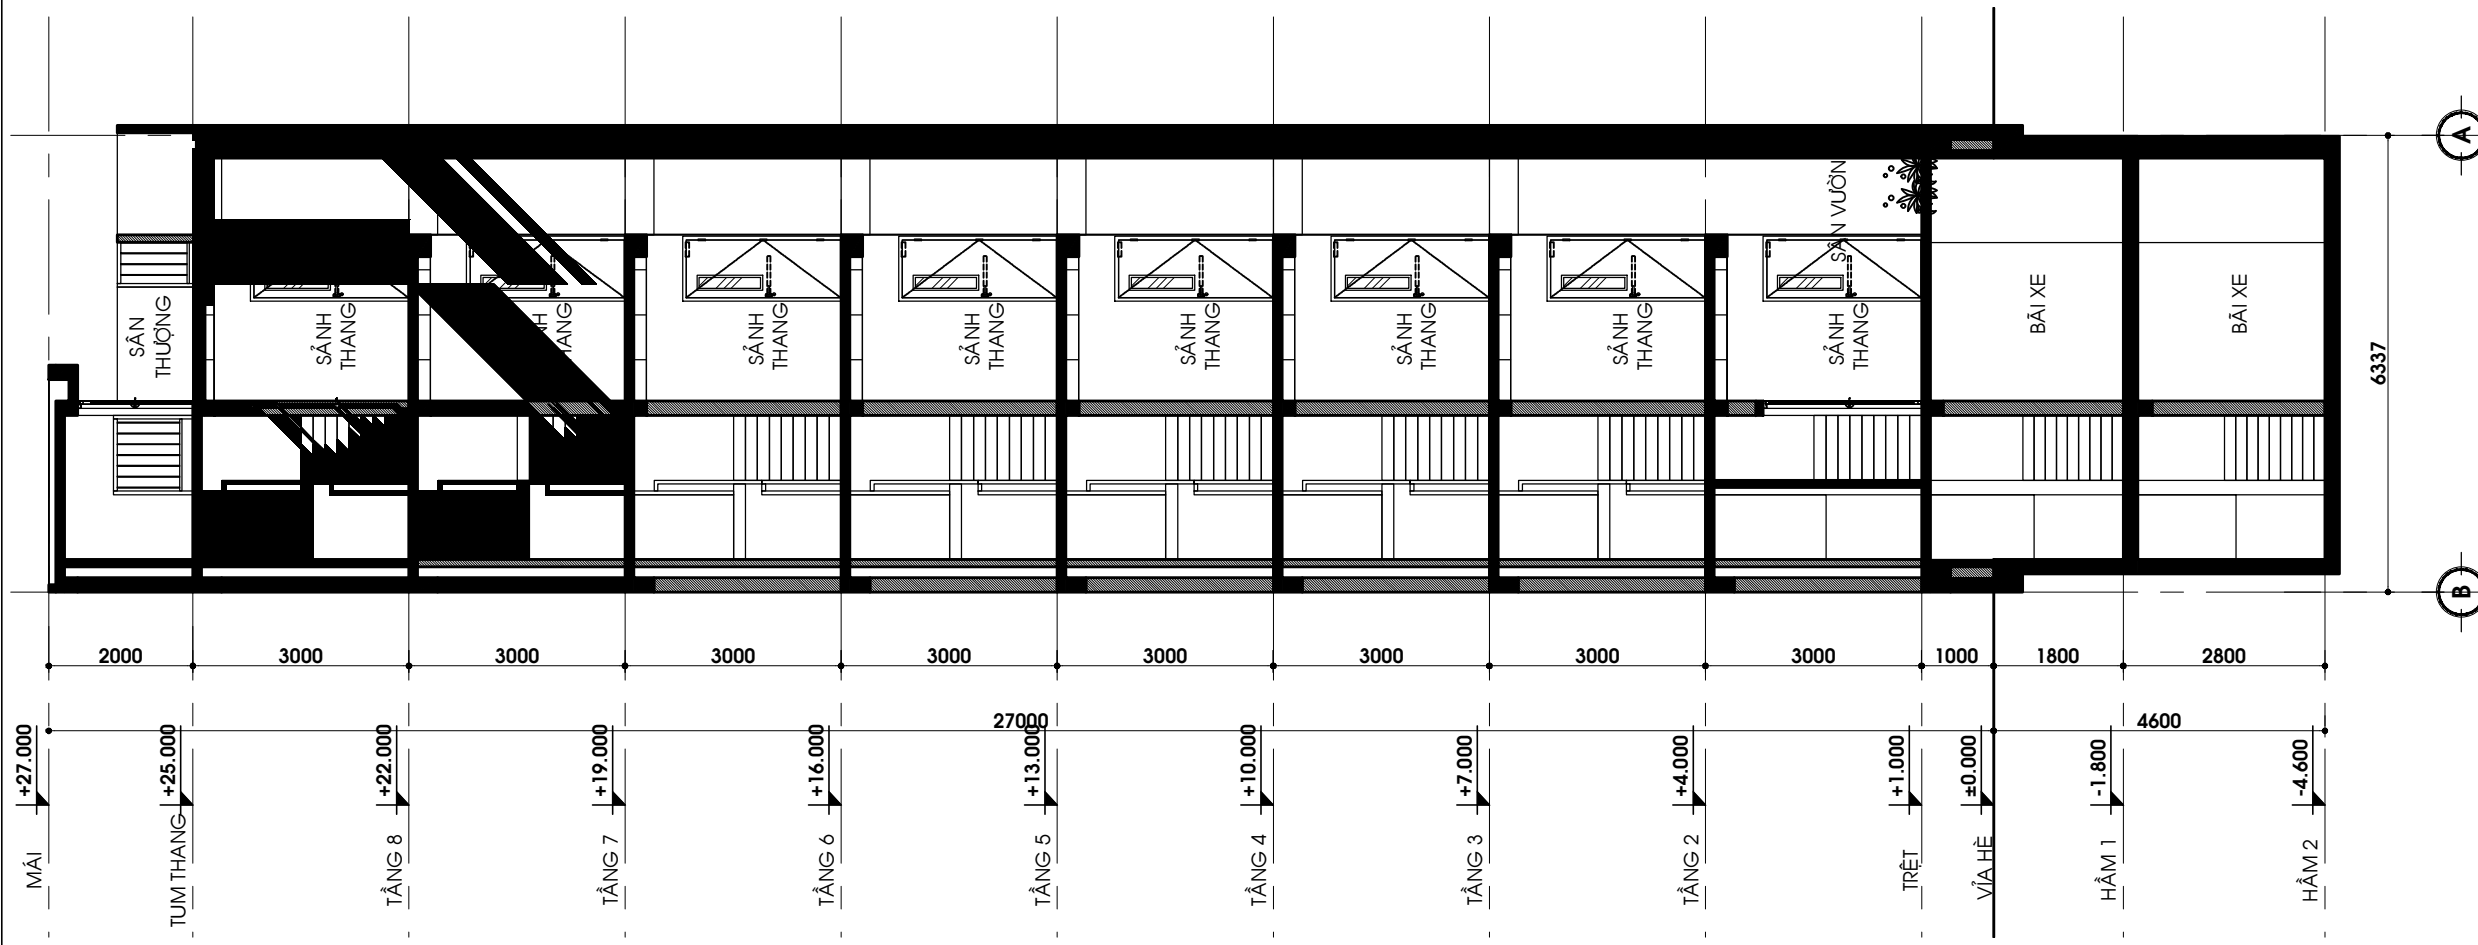 A
B
SÂN
THƯỢNG
SẢNH
THANG
SẢNH
THANG
SẢNH
THANG
SẢNH
THANG
SẢNH
THANG
SẢNH
THANG
SẢNH
THANG
SÂN VƯỜN
BÃI XE
BÃI XE
6337
2000
3000
3000
3000
3000
3000
3000
3000
3000
1000
1800
2800
27000
4600
+27.000
+25.000
+22.000
+19.000
+16.000
+13.000
+10.000
+7.000
+4.000
+1.000
±0.000
-1.800
-4.600
MÁI
TUM THANG
TẦNG 8
TẦNG 7
TẦNG 6
TẦNG 5
TẦNG 4
TẦNG 3
TẦNG 2
TRỆT
VỈA HÈ
HẦM 1
HẦM 2